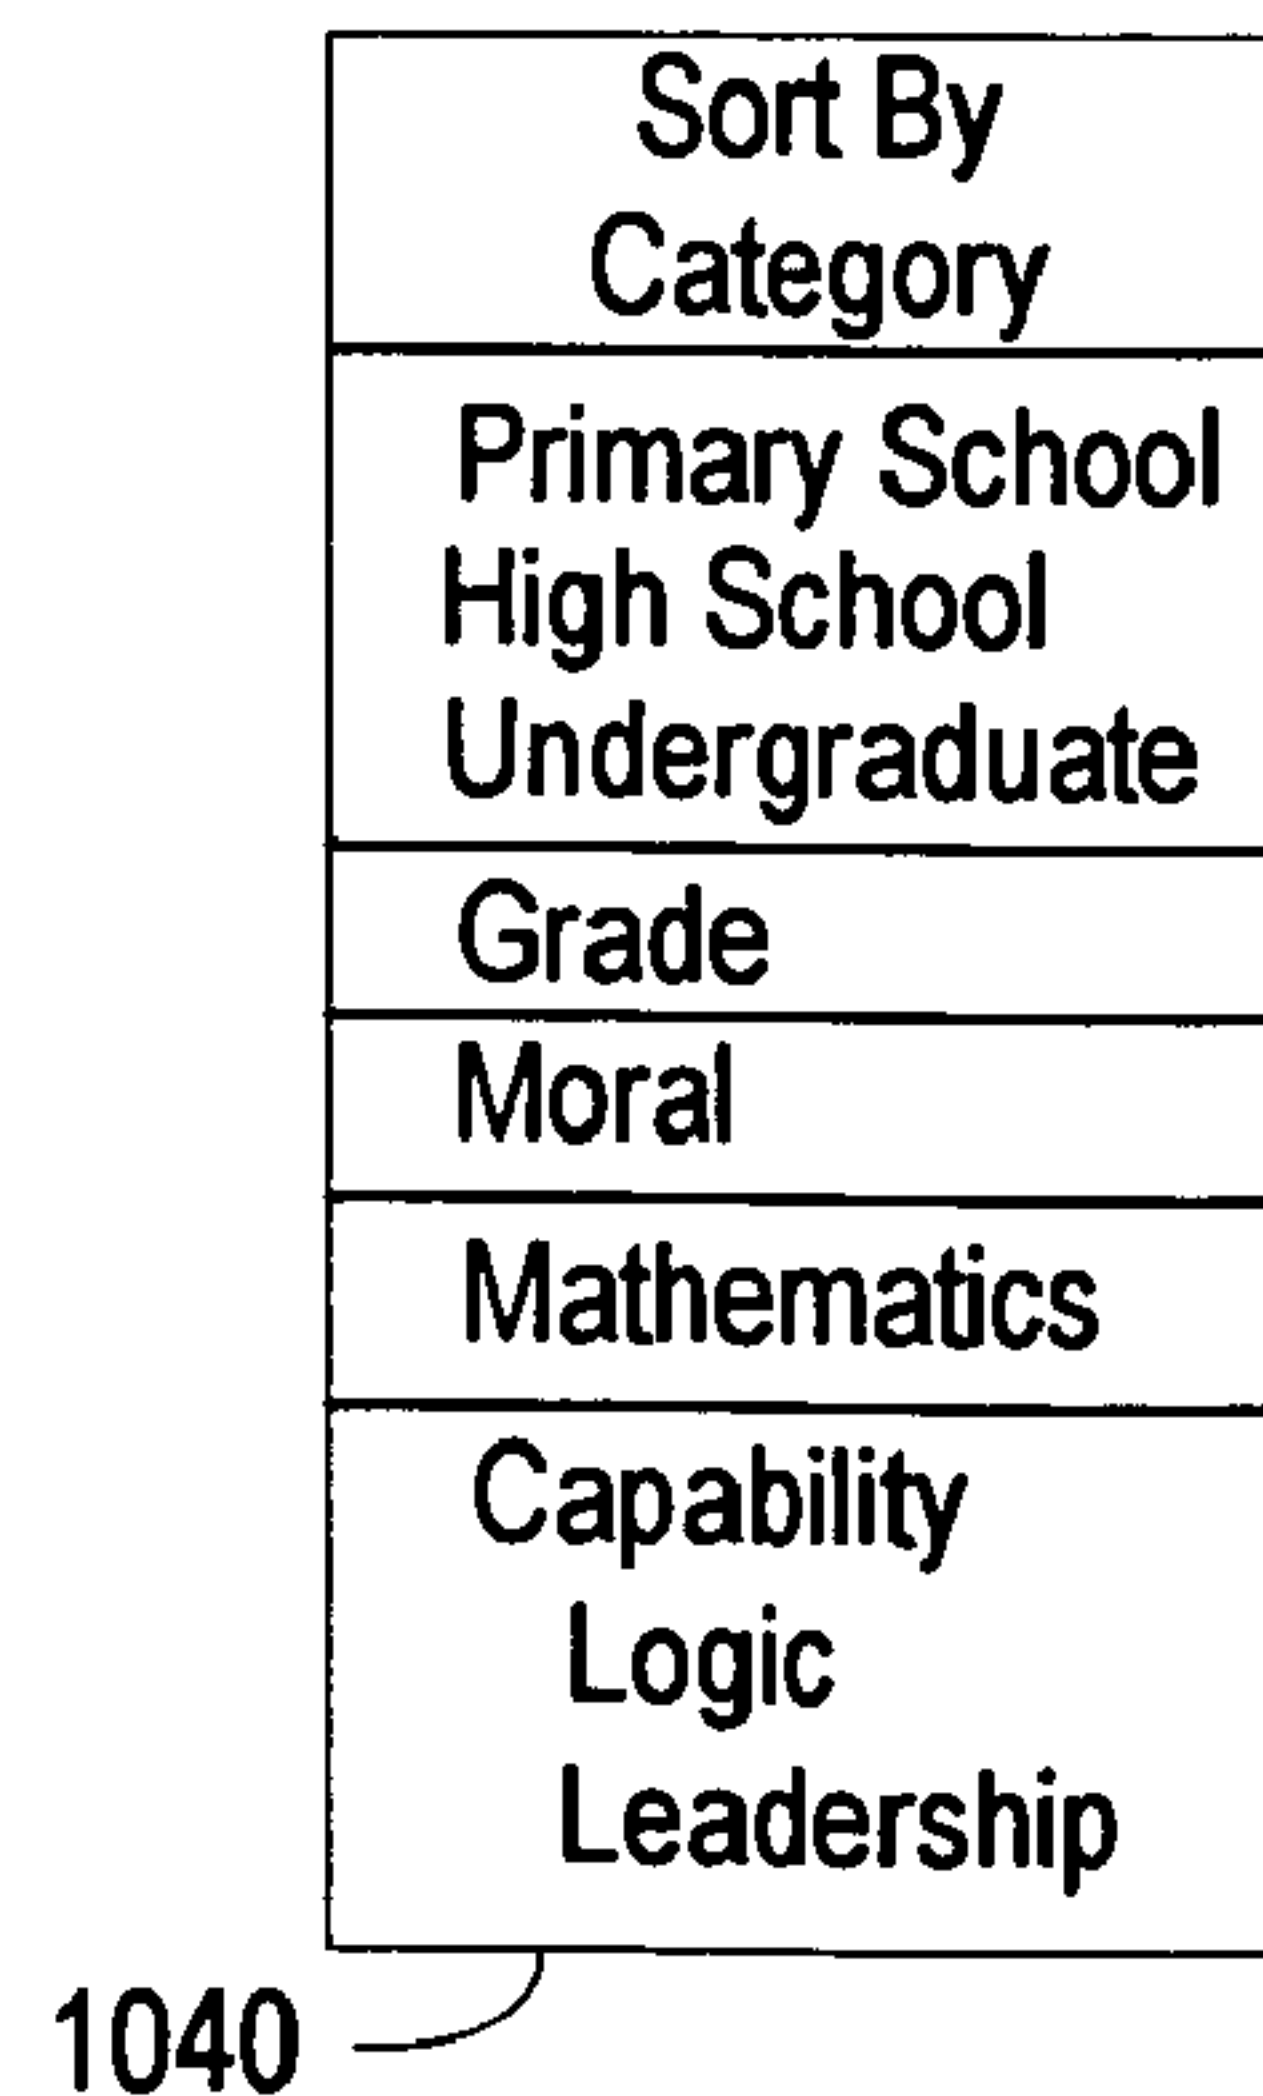 Sort By
Category
Primary School
High School
Undergraduate
Grade
Moral
Mathematics
Capability
Logic
Leadership
1040